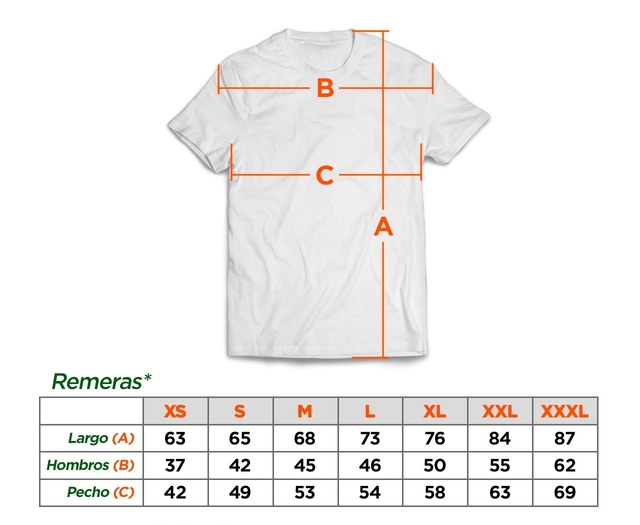 B
C
A
Remeras*
XS S M L XL XXL XXXL
Largo (A) 63 65 68 73 76 84 87
Hombros (B) 37 42 45 46 50 55 62
Pecho (C) 42 49 53 54 58 63 69